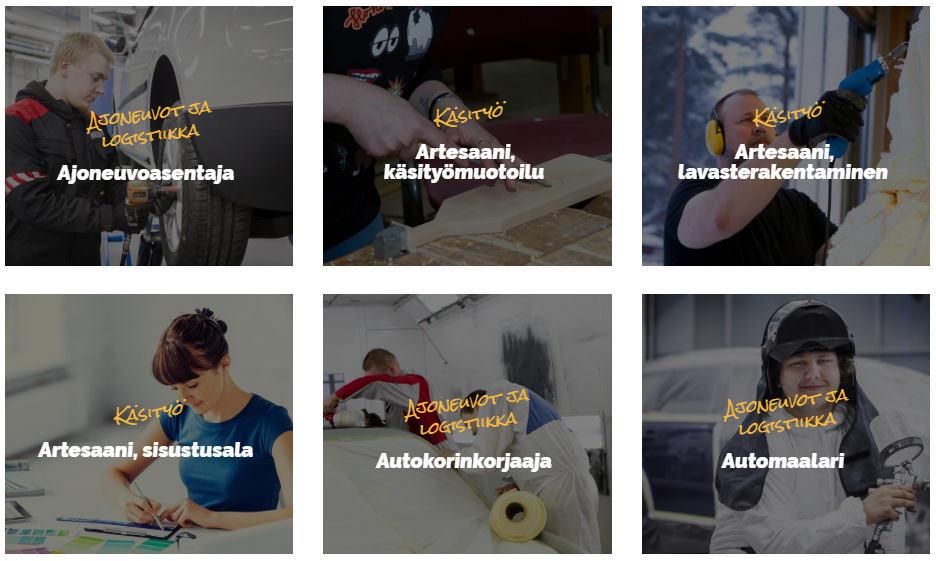 Ajoneuvot ja
logistiikka
Ajoneuvoasentaja
Käsityö
Artesaani,
käsityömuotoilu
Käsityö
Artesaani,
lavasterakentaminen
Käsityö
Artesaani, sisustusala
Ajoneuvot ja
logistiikka
Autokorinkorjaaja
Ajoneuvot ja
logistiikka
Automaalari